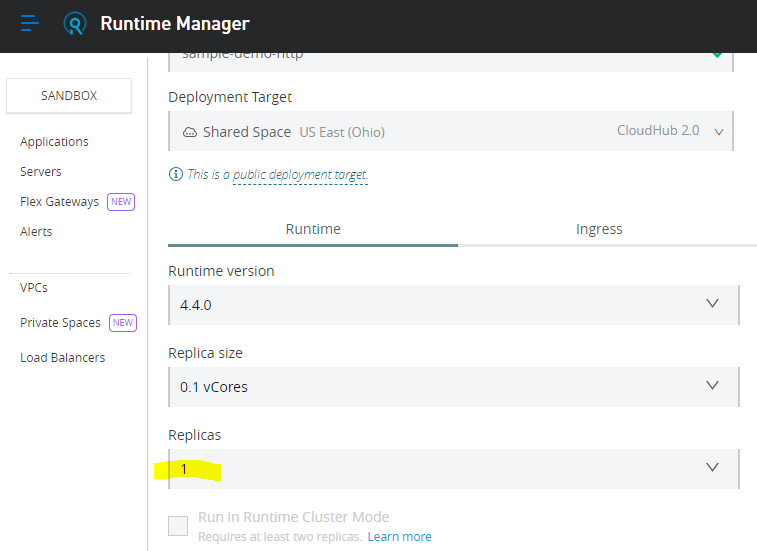 Runtime Manager
sample-demo-http
SANDBOX
Deployment Target
Shared Space US East (Ohio) CloudHub 2.0
Applications
This is a public deployment target.
Servers
Flex Gateways NEW
Alerts
Runtime Ingress
Runtime version
VPCs
4.4.0
Private Spaces NEW
Replica size
Load Balancers
0.1 vCores
Replicas
1
Run in Runtime Cluster Mode
Requires at least two replicas. Learn more